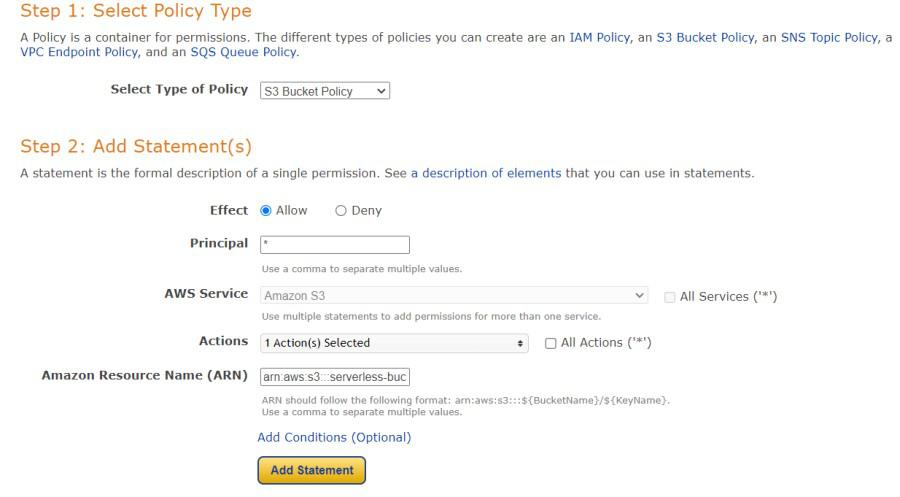 Step 1: Select Policy Type
A Policy is a container for permissions. The different types of policies you can create are an IAM Policy, an S3 Bucket Policy, an SNS Topic Policy, a
VPC Endpoint Policy, and an SQS Queue Policy.
Select Type of Policy S3 Bucket Policy
Step 2: Add Statement(s)
A statement is the formal description of a single permission. See a description of elements that you can use in statements.
Effect Allow Deny
Principal *
Use a comma to separate multiple values.
AWS Service Amazon S3 All Services ('*')
Use multiple statements to add permissions for more than one service.
Actions 1 Action(s) Selected All Actions ('*')
Amazon Resource Name (ARN) arn:aws:s3:::serverless-buc
ARN should follow the following format: arn:aws:s3:::${BucketName}/${KeyName}.
Use a comma to separate multiple values.
Add Conditions (Optional)
Add Statement